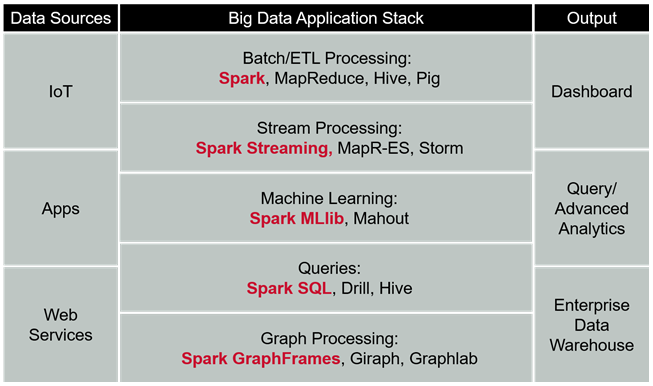 Data Sources
Big Data Application Stack
Output
IoT
Apps
Web
Services
Batch/ETL Processing:
Spark, MapReduce, Hive, Pig
Stream Processing:
Spark Streaming, MapR-ES, Storm
Machine Learning:
Spark MLlib, Mahout
Queries:
Spark SQL, Drill, Hive
Graph Processing:
Spark GraphFrames, Giraph, Graphlab
Dashboard
Query/
Advanced
Analytics
Enterprise
Data
Warehouse